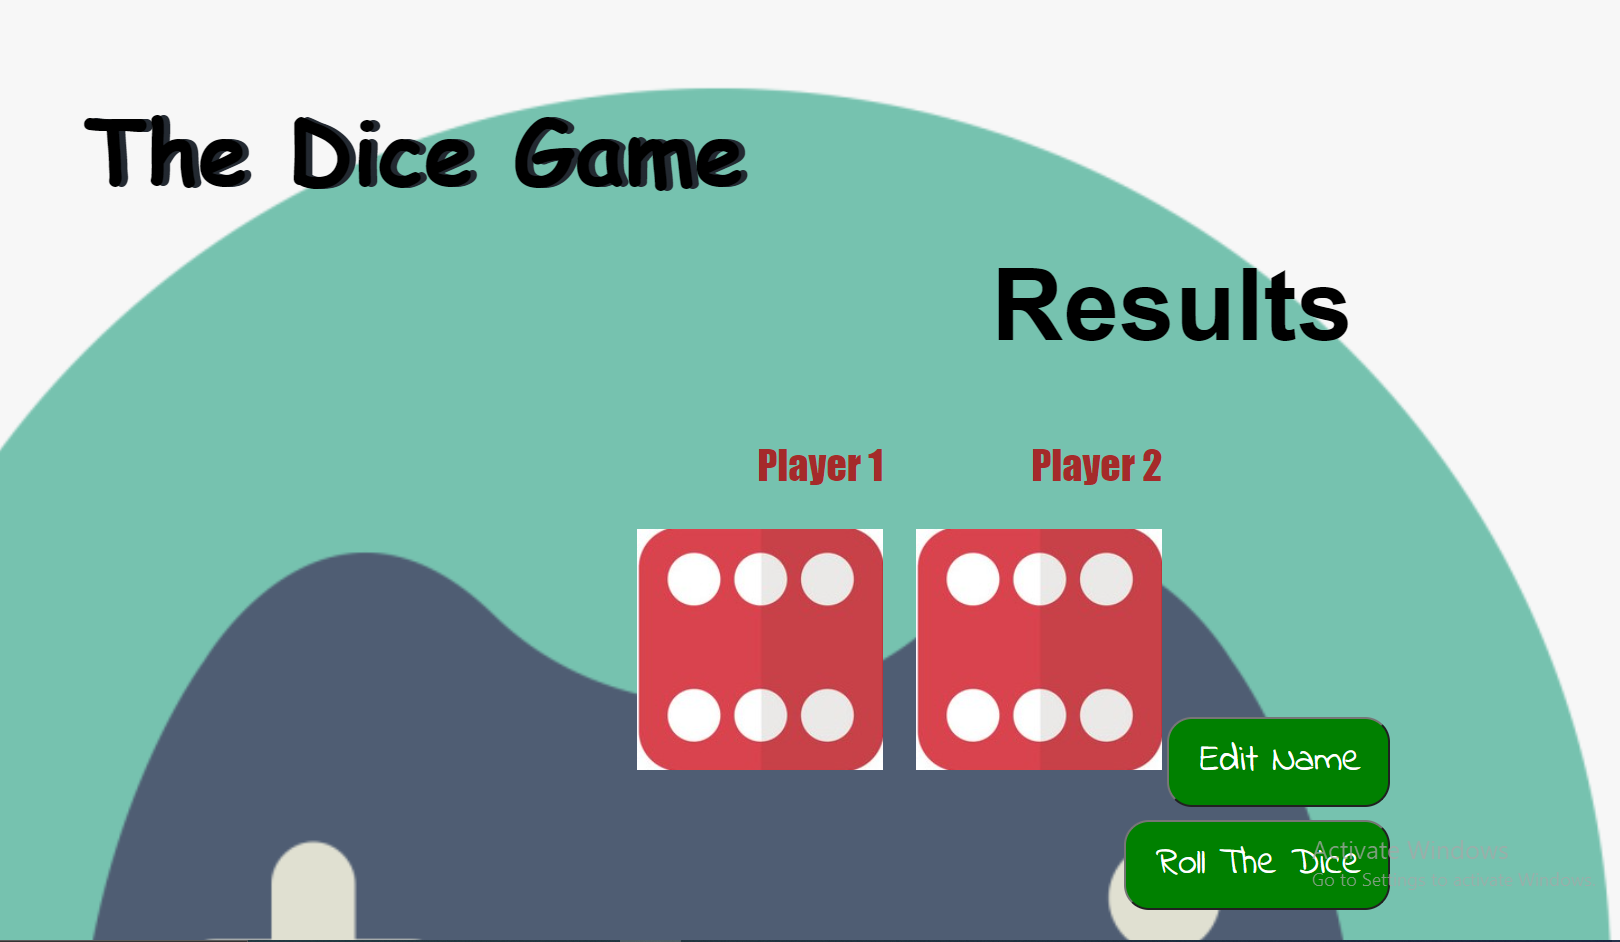 The Dice Game
Results
Player 1 Player 2
Edit Name
Roll The Dice
Activate Windows